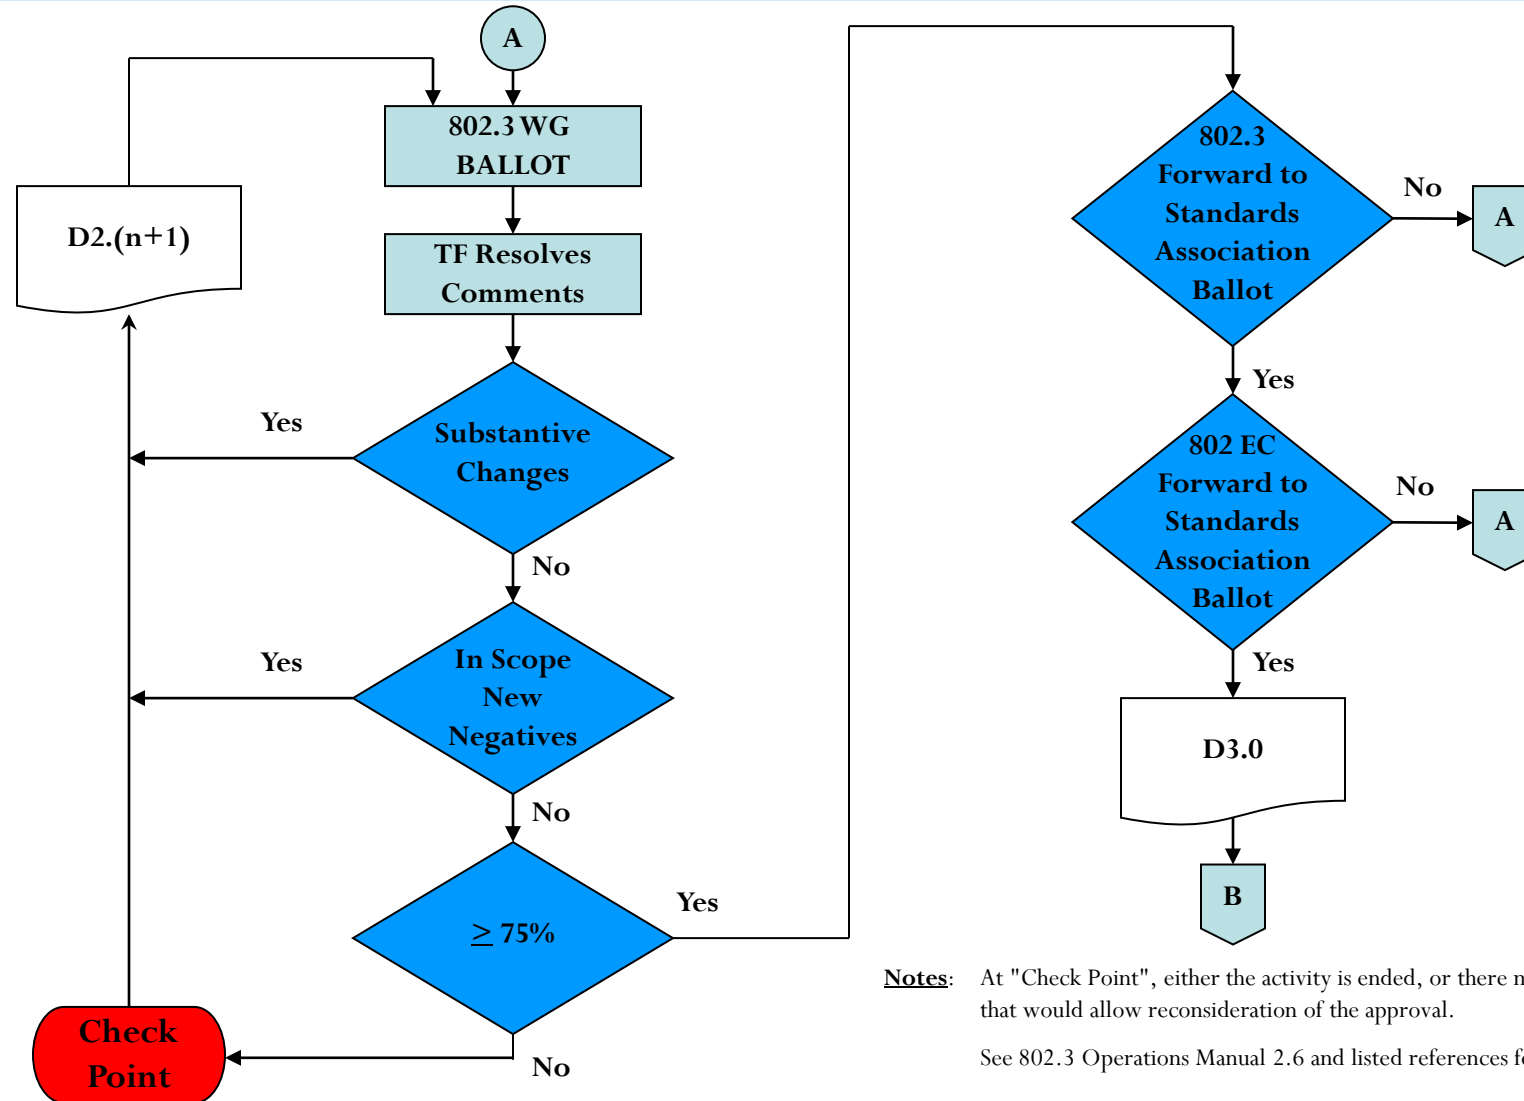 A
802.3 WG
BALLOT
D2.(n+1)
TF Resolves
Comments
Substantive
Changes
Yes
No
In Scope
New
Negatives
Yes
No
≥ 75%
Yes
No
Check
Point
802.3
Forward to
Standards
Association
Ballot
No
A
Yes
802 EC
Forward to
Standards
Association
Ballot
No
A
Yes
D3.0
B
Notes: At "Check Point", either the activity is ended, or there
that would allow reconsideration of the approval.
See 802.3 Operations Manual 2.6 and listed references